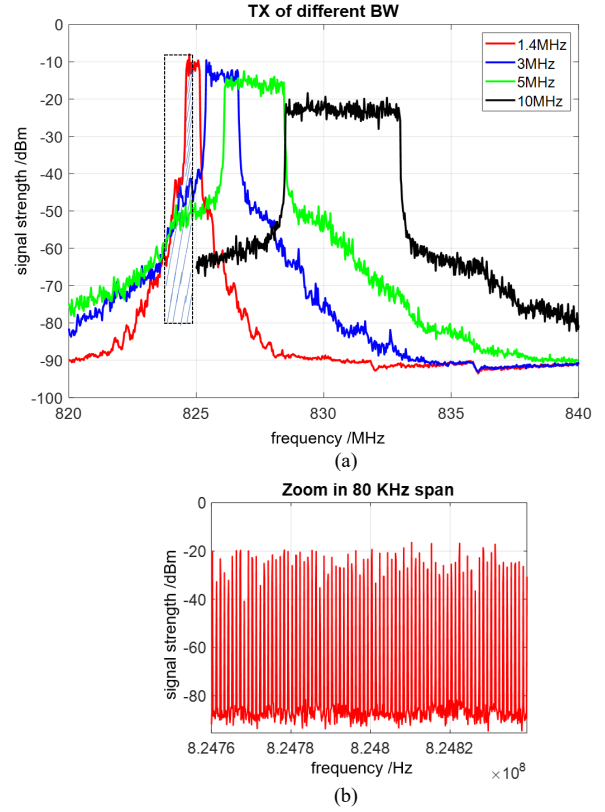 TX of different BW
0
-10
-20
-30
-40
-50
-60
-70
-80
-90
-100
signal strength /dBm
1.4MHz
3MHz
5MHz
10MHz
820
825
830
835
840
frequency /MHz
(a)
Zoom in 80 KHz span
0
-20
-40
-60
-80
signal strength /dBm
8.2476
8.2478
8.248
8.2482
frequency /Hz
×10⁸
(b)